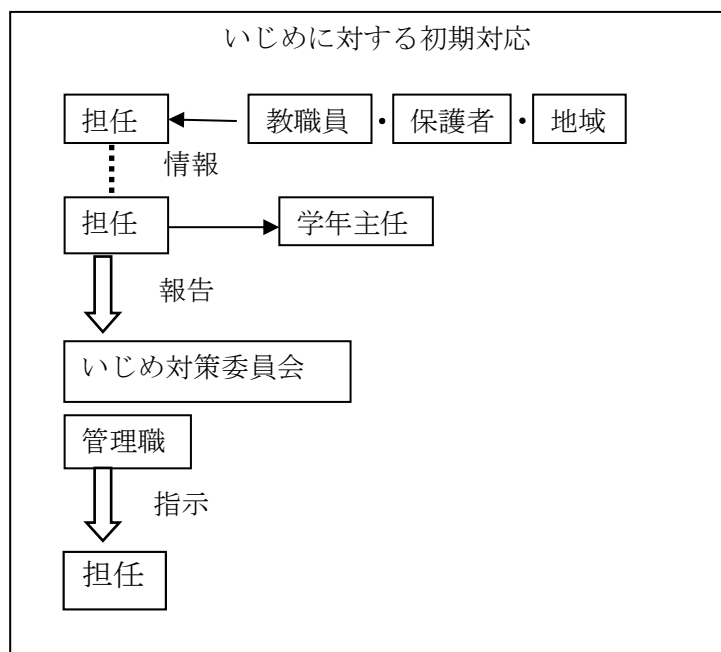 いじめに対する初期対応
担任 教職員・保護者・地域
情報
担任 学年主任
報告
いじめ対策委員会
管理職
指示
担任